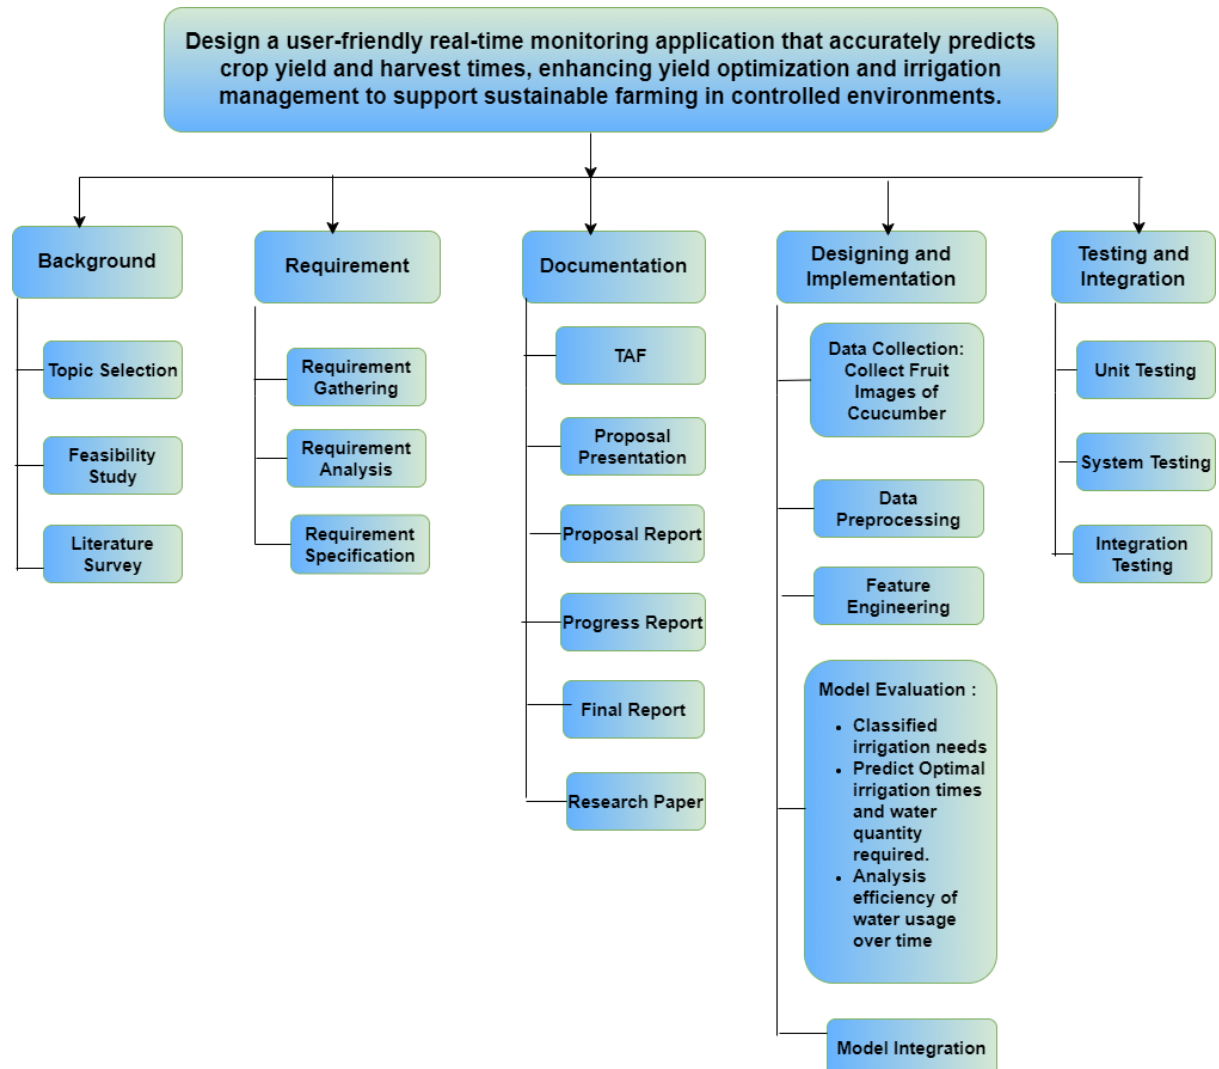 Design a user-friendly real-time monitoring application that accurately predicts
crop yield and harvest times, enhancing yield optimization and irrigation
management to support sustainable farming in controlled environments.
Background
Topic Selection
Feasibility
Study
Literature
Survey
Requirement
Requirement
Gathering
Requirement
Analysis
Requirement
Specification
Documentation
TAF
Proposal
Presentation
Proposal Report
Progress Report
Final Report
Research Paper
Designing and
Implementation
Data Collection:
Collect Fruit
Images of
Ccucumber
Data
Preprocessing
Feature
Engineering
Model Evaluation :
• Classified
irrigation needs
• Predict Optimal
irrigation times
and water
quantity
required.
• Analysis
efficiency of
water usage
over time
Model Integration
Testing and
Integration
Unit Testing
System Testing
Integration
Testing